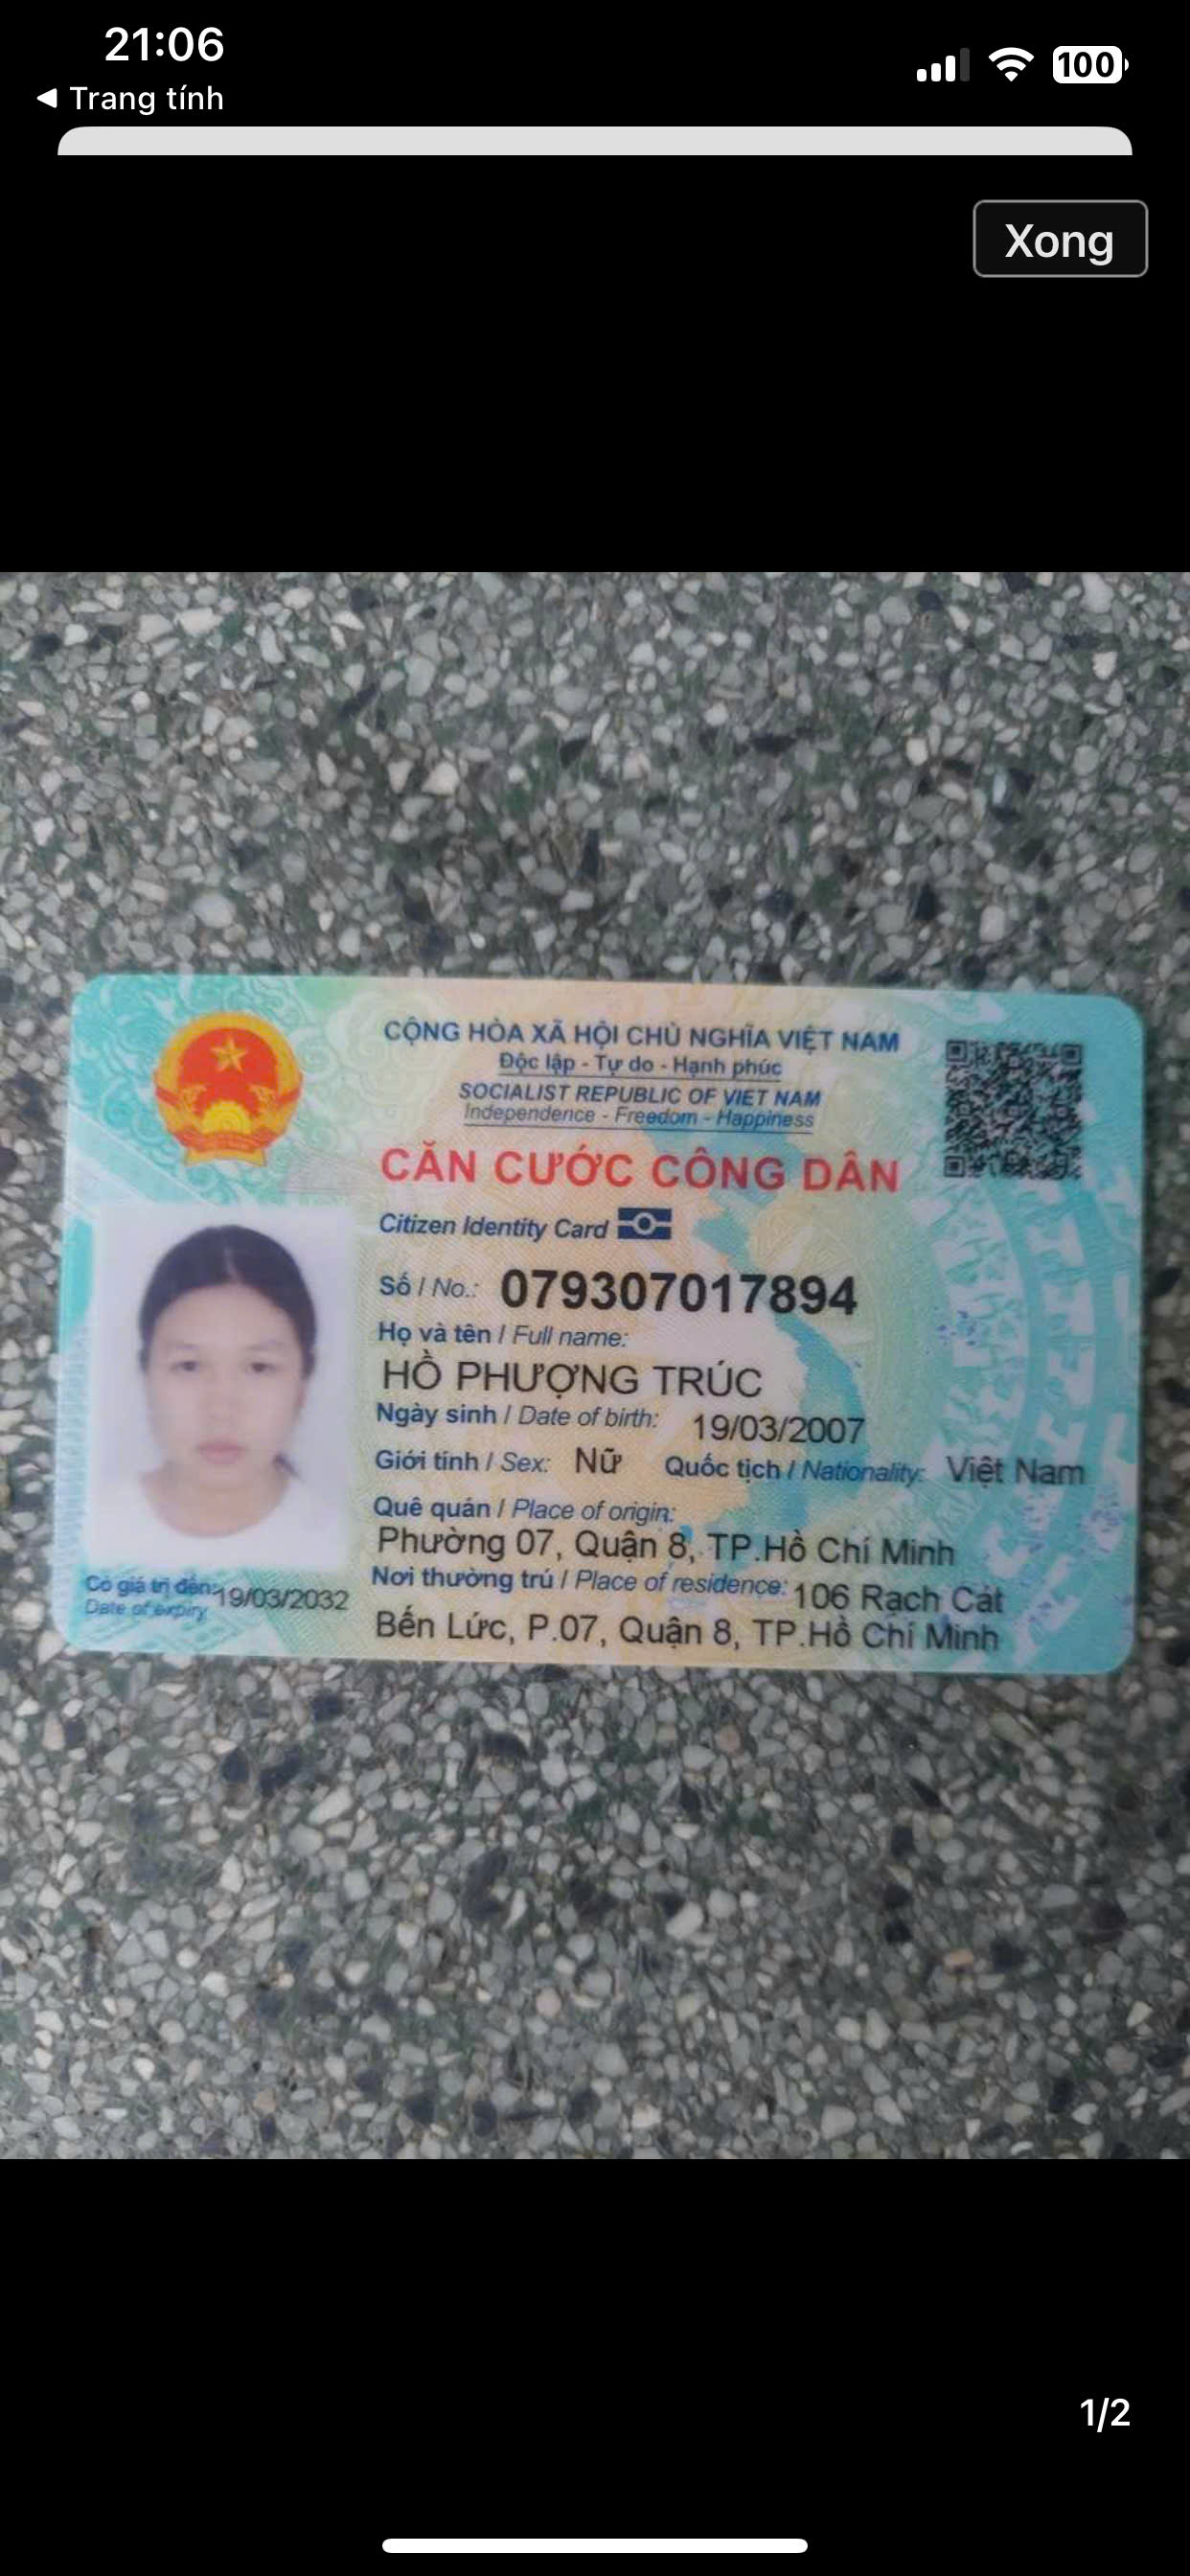 21:06
100
Trang tính
Xong
CỘNG HÒA XÃ HỘI CHỦ NGHĨA VIỆT NAM
Độc lập - Tự do - Hạnh phúc
SOCIALIST REPUBLIC OF VIET NAM
Independence - Freedom - Happiness
CĂN CƯỚC CÔNG DÂN
Citizen Identity Card
Số / No.: 079307017894
Họ và tên / Full name:
HỒ PHƯỢNG TRÚC
Ngày sinh / Date of birth: 19/03/2007
Giới tính / Sex: Nữ Quốc tịch / Nationality: Việt Nam
Quê quán / Place of origin:
Phường 07, Quận 8, TP.Hồ Chí Minh
Nơi thường trú / Place of residence: 106 Rạch Cát
Bến Lức, P.07, Quận 8, TP.Hồ Chí Minh
Có giá trị đến: 19/03/2032
Date of expiry
1/2